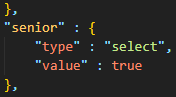 },
"senior" : {
"type" : "select",
"value" : true
},